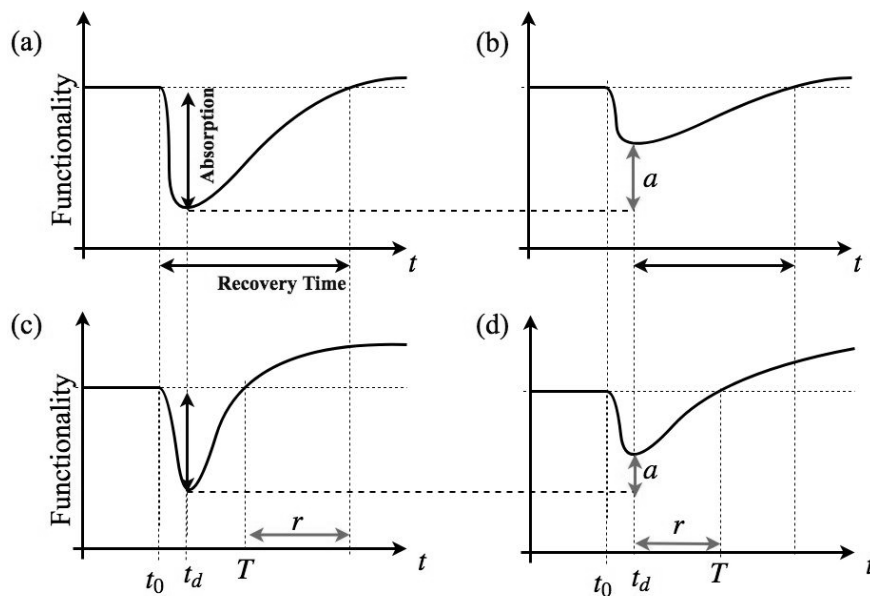 (a)
Functionality
Absorption
t
Recovery Time
(b)
a
t
(c)
Functionality
r
t
t0
td
T
(d)
a
r
t
t0
td
T